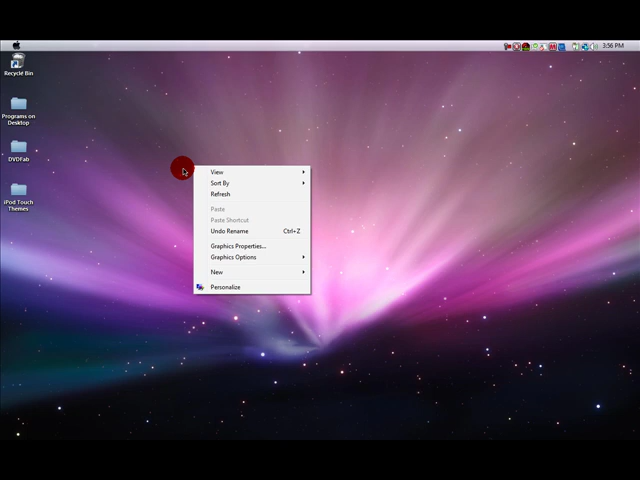 3:56 PM
Recycle Bin
Programs on
Desktop
DVDFab
iPod Touch
Themes
View
Sort By
Refresh
Paste
Paste Shortcut
Undo Rename Ctrl+Z
Graphics Properties...
Graphics Options
New
Personalize